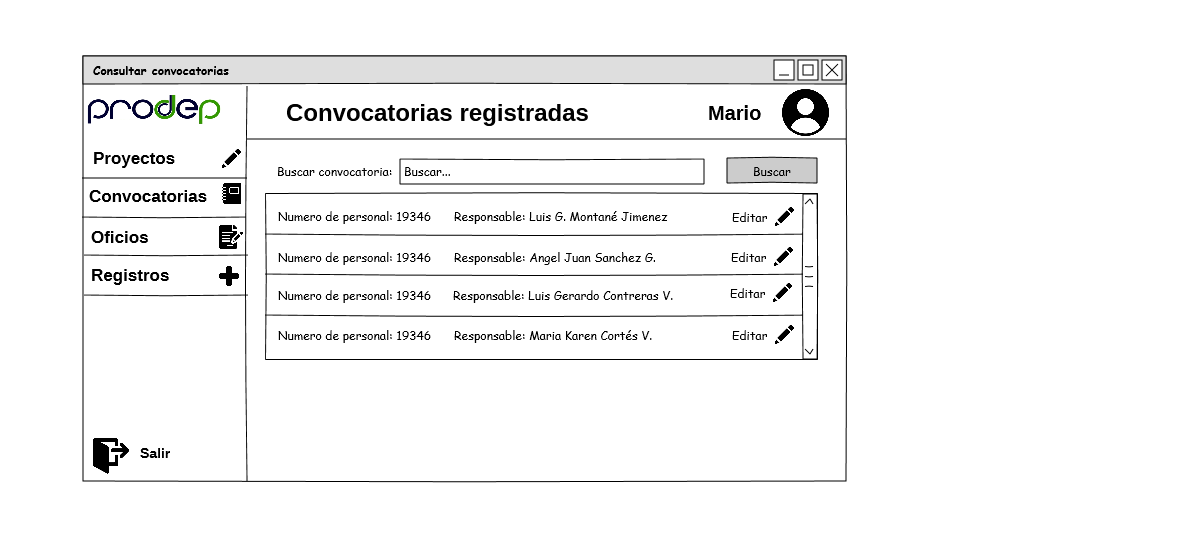 Consultar convocatorias
prodep
Convocatorias registradas
Mario
Proyectos
Convocatorias
Oficios
Registros
Salir
Buscar convocatoria: Buscar... Buscar
Numero de personal: 19346 Responsable: Luis G. Montané Jimenez Editar
Numero de personal: 19346 Responsable: Angel Juan Sanchez G. Editar
Numero de personal: 19346 Responsable: Luis Gerardo Contreras V. Editar
Numero de personal: 19346 Responsable: Maria Karen Cortés V. Editar